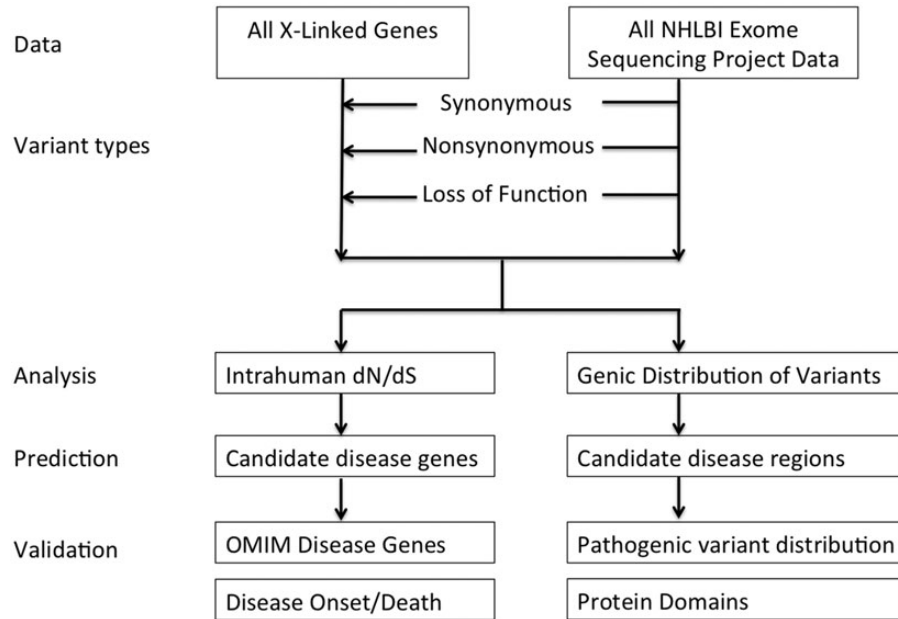 Data
All X-Linked Genes
All NHLBI Exome
Sequencing Project Data
Variant types
Synonymous
Nonsynonymous
Loss of Function
Analysis
Intrahuman dN/dS
Genic Distribution of Variants
Prediction
Candidate disease genes
Candidate disease regions
Validation
OMIM Disease Genes
Pathogenic variant distribution
Disease Onset/Death
Protein Domains